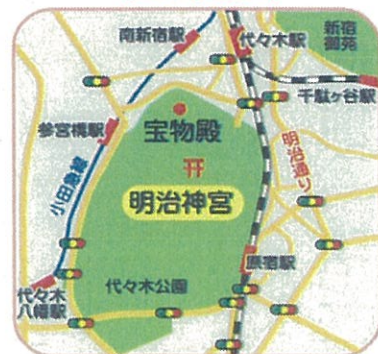 南新宿駅
代々木駅
新宿
御苑
千駄ヶ谷駅
参宮橋駅
宝物殿
明治通り
小田急線
明治神宮
原宿駅
代々木公園
代々木
八幡駅